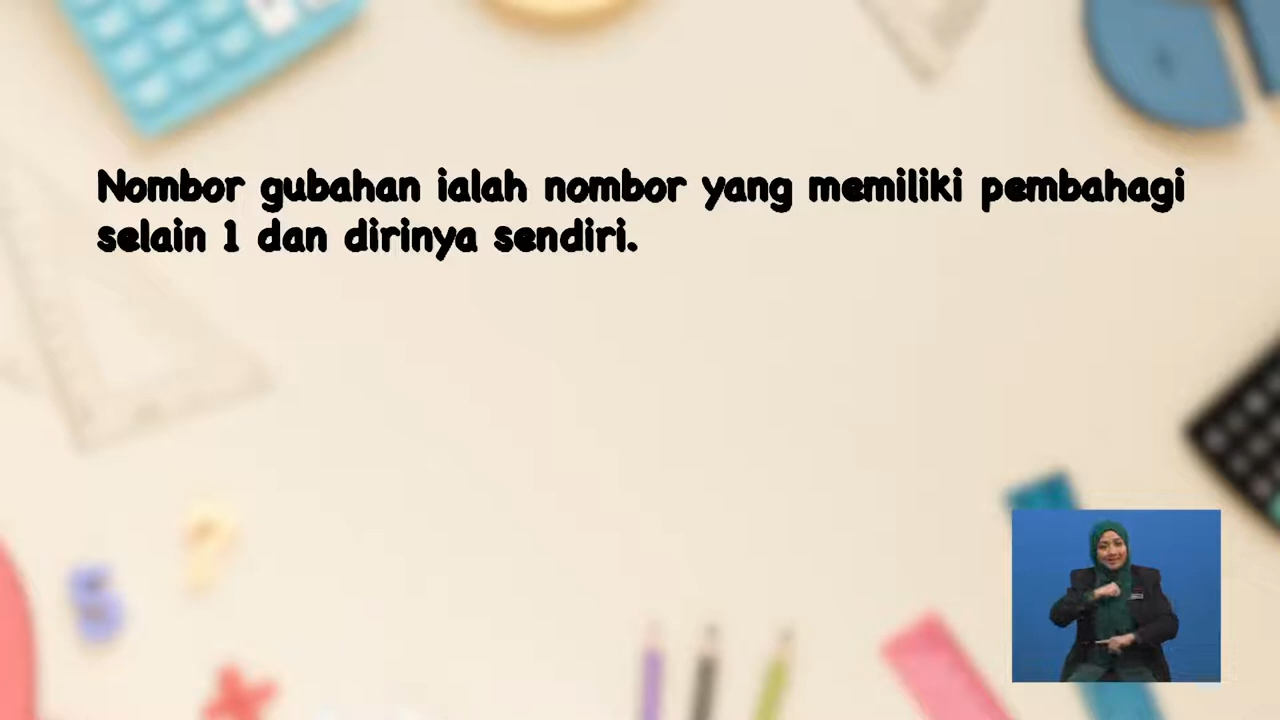 Nombor gubahan ialah nombor yang memiliki pembahagi
selain 1 dan dirinya sendiri.